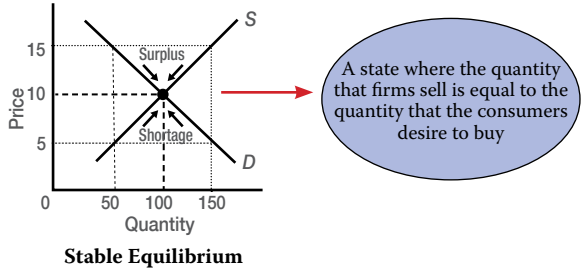 S
15
Surplus
10
Price
Shortage
5
D
0
50
100
150
Quantity
Stable Equilibrium
A state where the quantity
that firms sell is equal to the
quantity that the consumers
desire to buy